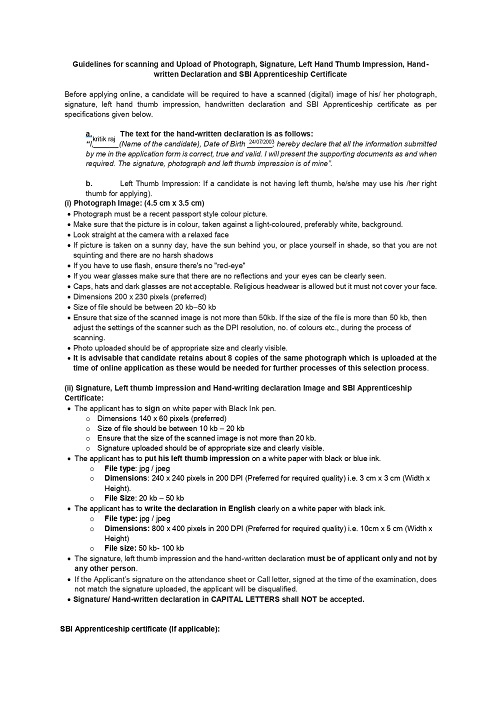 Guidelines for scanning and Upload of Photograph, Signature, Left Hand Thumb Impression, Hand-
written Declaration and SBI Apprenticeship Certificate
Before applying online, a candidate will be required to have a scanned (digital) image of his/ her photograph,
signature, left hand thumb impression, handwritten declaration and SBI Apprenticeship certificate as per
specifications given below.
a. The text for the hand-written declaration is as follows:
“I, kritik raj (Name of the candidate), Date of Birth 24/07/2003 hereby declare that all the information submitted
by me in the application form is correct, true and valid. I will present the supporting documents as and when
required. The signature, photograph and left thumb impression is of mine”.
b. Left Thumb Impression: If a candidate is not having left thumb, he/she may use his /her right
thumb for applying).
(i) Photograph Image: (4.5 cm x 3.5 cm)
• Photograph must be a recent passport style colour picture.
• Make sure that the picture is in colour, taken against a light-coloured, preferably white, background.
• Look straight at the camera with a relaxed face
• If picture is taken on a sunny day, have the sun behind you, or place yourself in shade, so that you are not
squinting and there are no harsh shadows
• If you have to use flash, ensure there's no "red-eye"
• If you wear glasses make sure that there are no reflections and your eyes can be clearly seen.
• Caps, hats and dark glasses are not acceptable. Religious headwear is allowed but it must not cover your face.
• Dimensions 200 x 230 pixels (preferred)
• Size of file should be between 20 kb–50 kb
• Ensure that size of the scanned image is not more than 50kb. If the size of the file is more than 50 kb, then
adjust the settings of the scanner such as the DPI resolution, no. of colours etc., during the process of
scanning.
• Photo uploaded should be of appropriate size and clearly visible.
• It is advisable that candidate retains about 8 copies of the same photograph which is uploaded at the
time of online application as these would be needed for further processes of this selection process.
(ii) Signature, Left thumb impression and Hand-writing declaration Image and SBI Apprenticeship
Certificate:
• The applicant has to sign on white paper with Black Ink pen.
o Dimensions 140 x 60 pixels (preferred)
o Size of file should be between 10 kb – 20 kb
o Ensure that the size of the scanned image is not more than 20 kb.
o Signature uploaded should be of appropriate size and clearly visible.
• The applicant has to put his left thumb impression on a white paper with black or blue ink.
o File type: jpg / jpeg
o Dimensions: 240 x 240 pixels in 200 DPI (Preferred for required quality) i.e. 3 cm x 3 cm (Width x
Height).
o File Size: 20 kb – 50 kb
• The applicant has to write the declaration in English clearly on a white paper with black ink.
o File type: jpg / jpeg
o Dimensions: 800 x 400 pixels in 200 DPI (Preferred for required quality) i.e. 10cm x 5 cm (Width x
Height)
o File size: 50 kb- 100 kb
• The signature, left thumb impression and the hand-written declaration must be of applicant only and not by
any other person.
• If the Applicant's signature on the attendance sheet or Call letter, signed at the time of the examination, does
not match the signature uploaded, the applicant will be disqualified.
• Signature/ Hand-written declaration in CAPITAL LETTERS shall NOT be accepted.
SBI Apprenticeship certificate (if applicable):